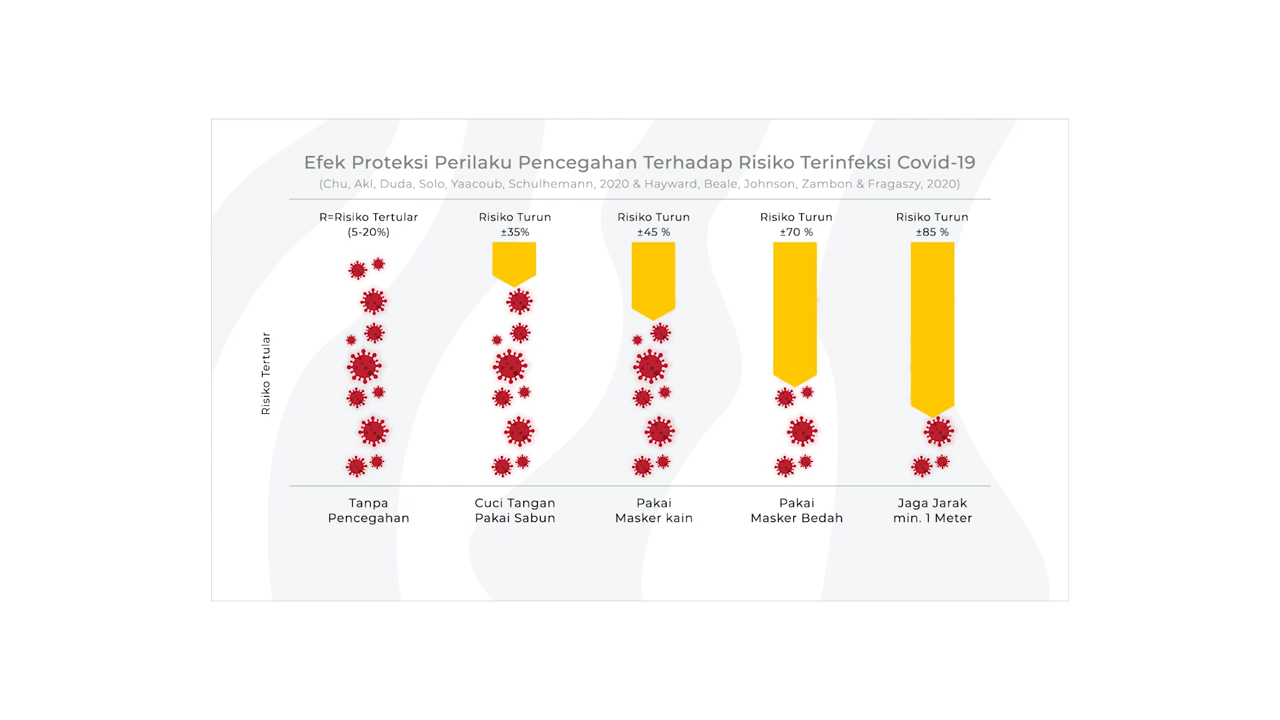 Efek Proteksi Perilaku Pencegahan Terhadap Risiko Terinfeksi Covid-19
(Chu, Akl, Duda, Solo, Yaacoub, Schulhemann, 2020 & Hayward, Beale, Johnson, Zambon & Fragaszy, 2020)
R=Risiko Tertular
(5-20%)
Risiko Turun
±35%
Risiko Turun
±45 %
Risiko Turun
±70 %
Risiko Turun
±85 %
Risiko Tertular
Tanpa
Pencegahan
Cuci Tangan
Pakai Sabun
Pakai
Masker kain
Pakai
Masker Bedah
Jaga Jarak
min. 1 Meter